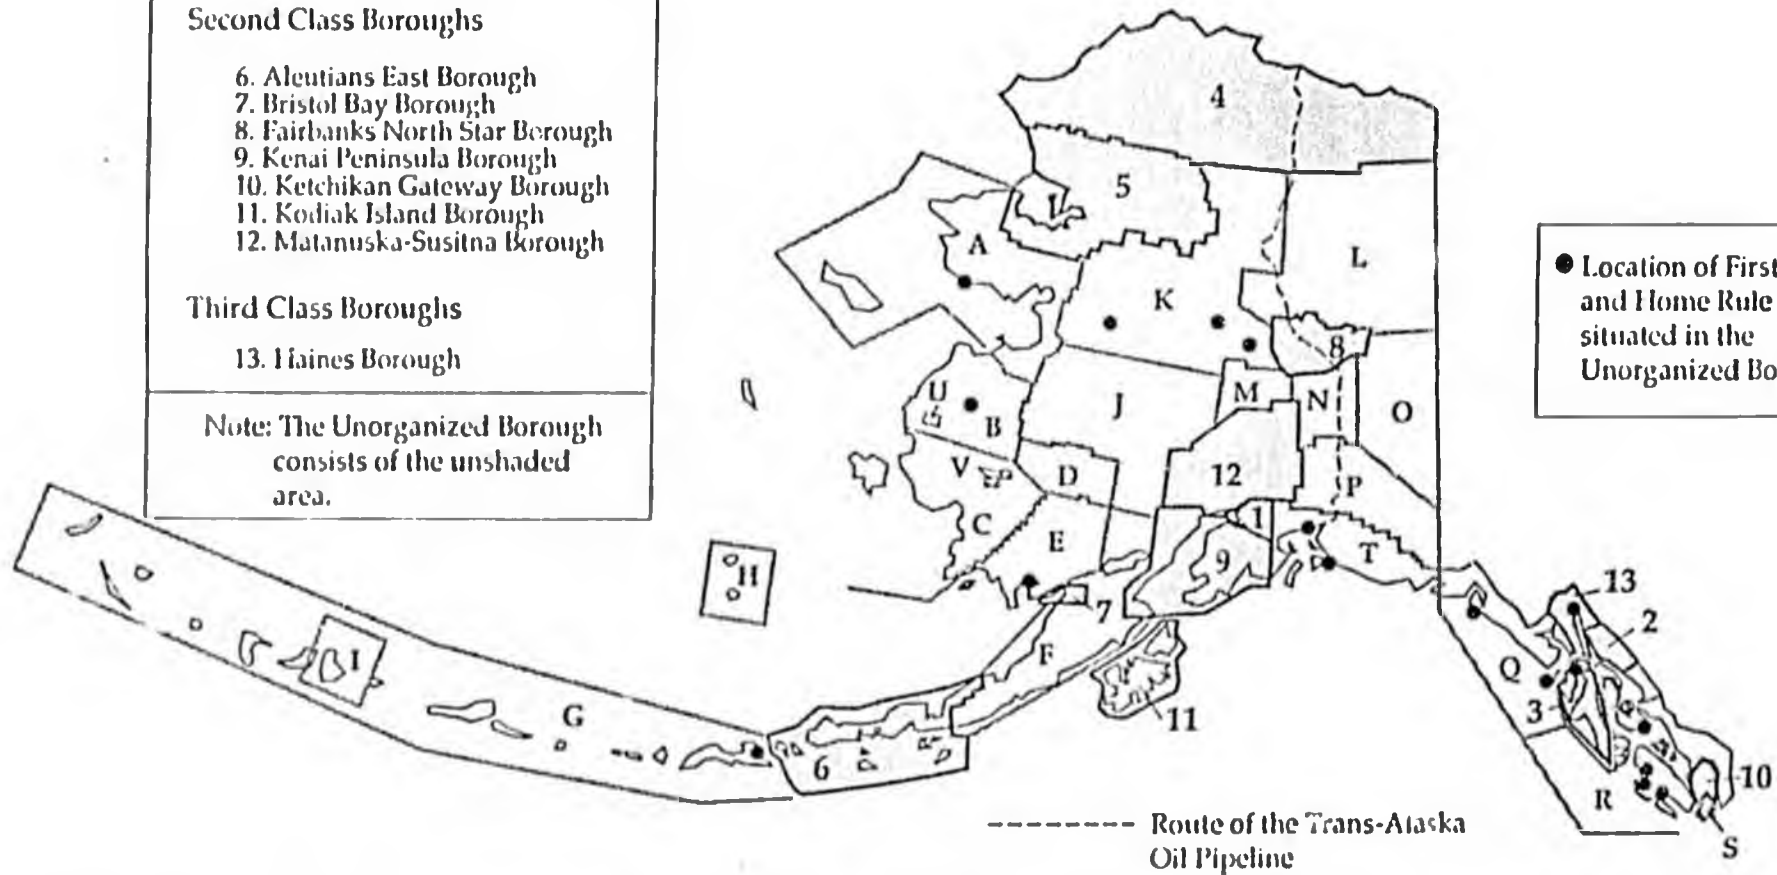 Second Class Boroughs
6. Aleutians East Borough
7. Bristol Bay Borough
8. Fairbanks North Star Borough
9. Kenai Peninsula Borough
10. Ketchikan Gateway Borough
11. Kodiak Island Borough
12. Matanuska-Susitna Borough
Third Class Boroughs
13. Haines Borough
Note: The Unorganized Borough
consists of the unshaded
area.
4
5
I
A
L
K
Location of First
and Home Rule
situated in the
Unorganized Bo
8
U
B
J
M
N
O
V
D
12
P
C
E
1
9
T
H
7
13
2
I
F
Q
G
3
11
6
10
R
S
Route of the Trans-Alaska
Oil Pipeline